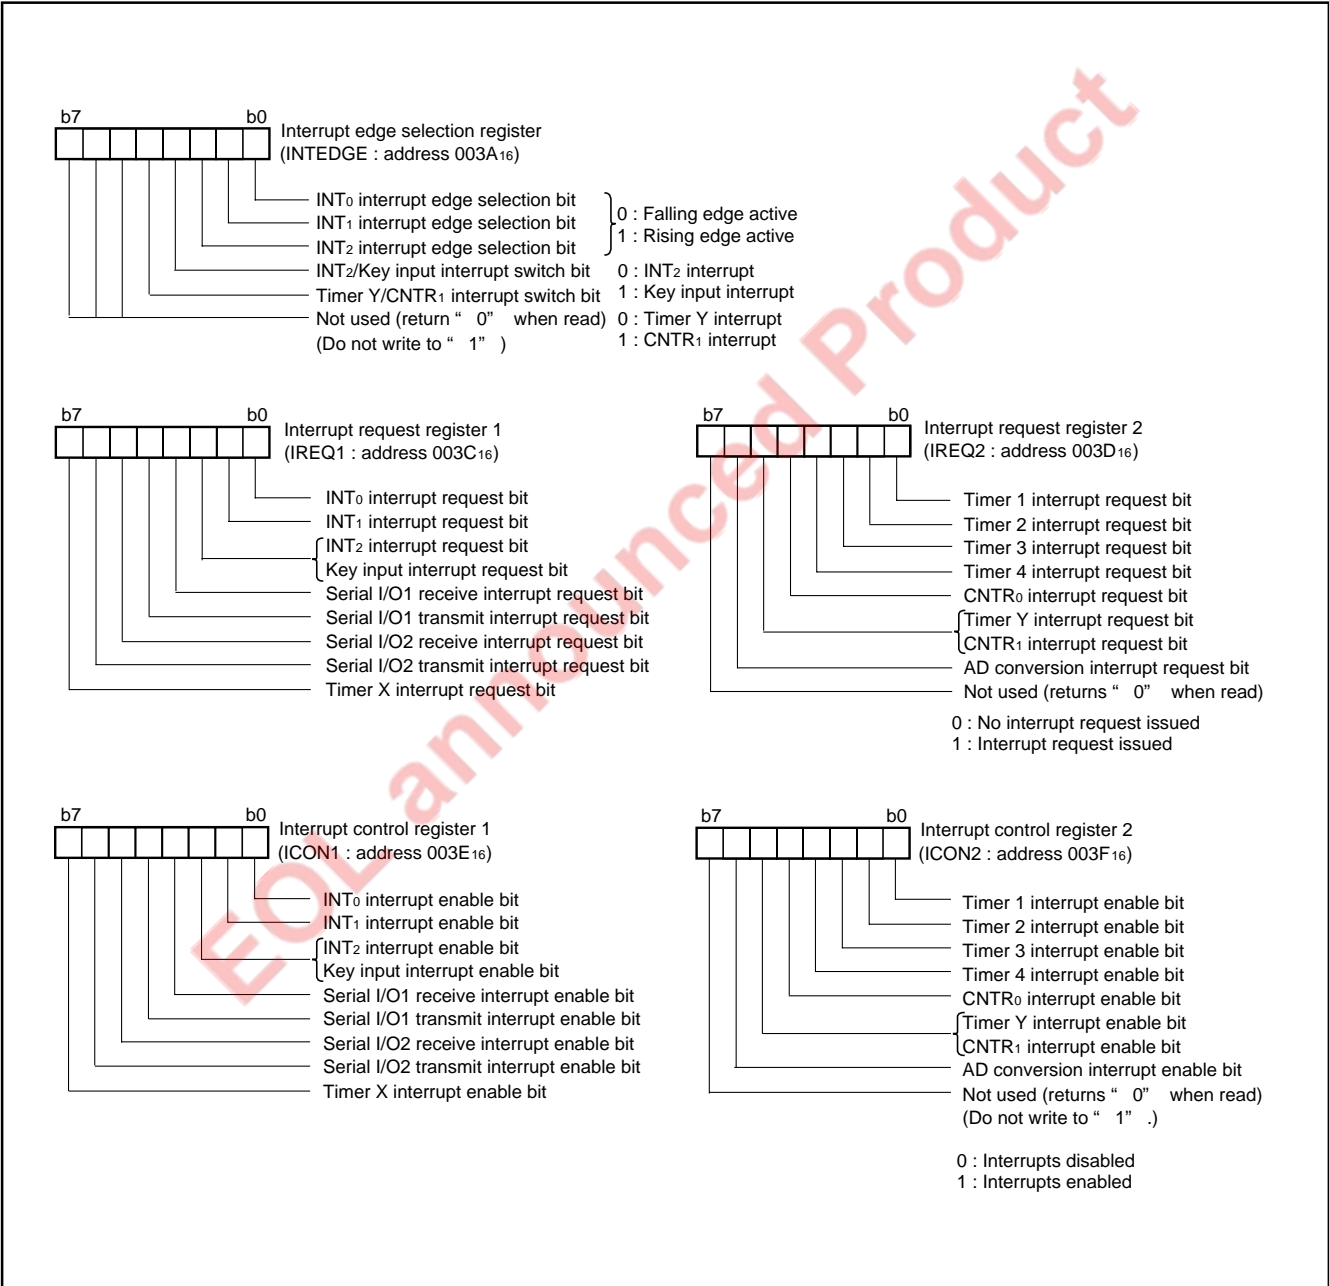 b7 b0
Interrupt edge selection register
(INTEDGE : address 003A16)
INT0 interrupt edge selection bit
INT1 interrupt edge selection bit
INT2 interrupt edge selection bit
0 : Falling edge active
1 : Rising edge active
INT2/Key input interrupt switch bit
0 : INT2 interrupt
1 : Key input interrupt
Timer Y/CNTR1 interrupt switch bit
Not used (return “ 0” when read)
(Do not write to “ 1” )
0 : Timer Y interrupt
1 : CNTR1 interrupt
b7 b0
Interrupt request register 1
(IREQ1 : address 003C16)
INT0 interrupt request bit
INT1 interrupt request bit
INT2 interrupt request bit
Key input interrupt request bit
Serial I/O1 receive interrupt request bit
Serial I/O1 transmit interrupt request bit
Serial I/O2 receive interrupt request bit
Serial I/O2 transmit interrupt request bit
Timer X interrupt request bit
b7 b0
Interrupt request register 2
(IREQ2 : address 003D16)
Timer 1 interrupt request bit
Timer 2 interrupt request bit
Timer 3 interrupt request bit
Timer 4 interrupt request bit
CNTR0 interrupt request bit
Timer Y interrupt request bit
CNTR1 interrupt request bit
AD conversion interrupt request bit
Not used (returns “ 0” when read)
0 : No interrupt request issued
1 : Interrupt request issued
b7 b0
Interrupt control register 1
(ICON1 : address 003E16)
INT0 interrupt enable bit
INT1 interrupt enable bit
INT2 interrupt enable bit
Key input interrupt enable bit
Serial I/O1 receive interrupt enable bit
Serial I/O1 transmit interrupt enable bit
Serial I/O2 receive interrupt enable bit
Serial I/O2 transmit interrupt enable bit
Timer X interrupt enable bit
b7 b0
Interrupt control register 2
(ICON2 : address 003F16)
Timer 1 interrupt enable bit
Timer 2 interrupt enable bit
Timer 3 interrupt enable bit
Timer 4 interrupt enable bit
CNTR0 interrupt enable bit
Timer Y interrupt enable bit
CNTR1 interrupt enable bit
AD conversion interrupt enable bit
Not used (returns “ 0” when read)
(Do not write to “ 1” .)
0 : Interrupts disabled
1 : Interrupts enabled
EOL announced Product